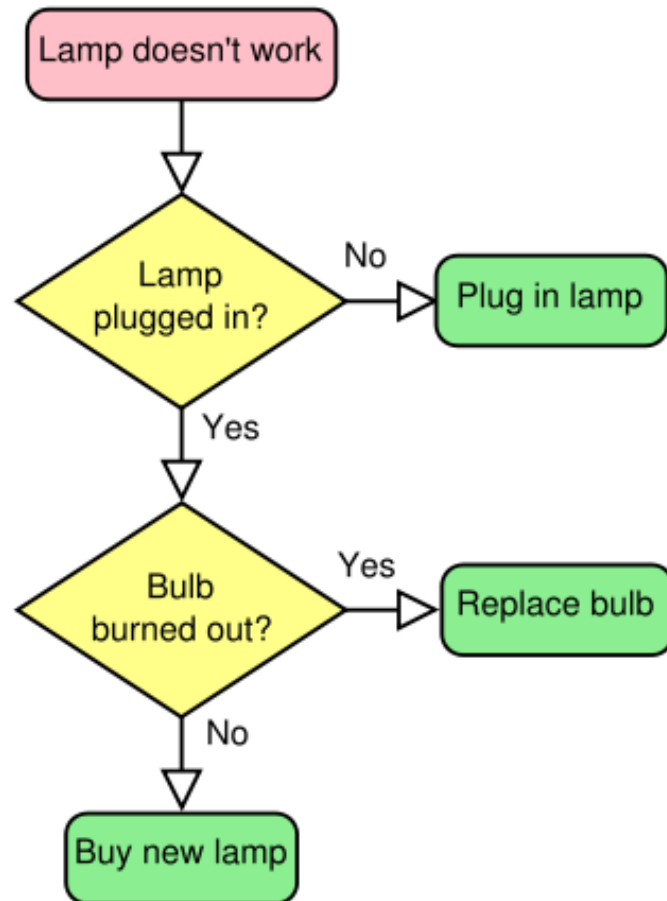 Lamp doesn't work
Lamp
plugged in?
No
Plug in lamp
Yes
Bulb
burned out?
Yes
Replace bulb
No
Buy new lamp